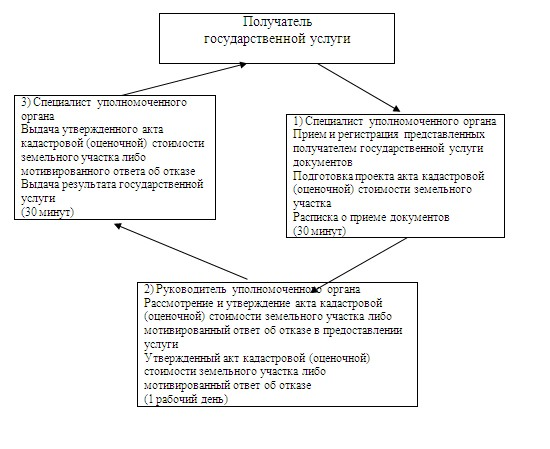 Получатель
государственной услуги
1) Специалист уполномоченного органа
Прием и регистрация представленных
получателем государственной услуги
документов
Подготовка проекта акта кадастровой
(оценочной) стоимости земельного
участка
Расписка о приеме документов
(30 минут)
2) Руководитель уполномоченного органа
Рассмотрение и утверждение акта кадастровой
(оценочной) стоимости земельного участка либо
мотивированный ответ об отказе в предоставлении
услуги
Утвержденный акт кадастровой (оценочной)
стоимости земельного участка либо
мотивированный ответ об отказе
(1 рабочий день)
3) Специалист уполномоченного
органа
Выдача утвержденного акта
кадастровой (оценочной) стоимости
земельного участка либо
мотивированного ответа об отказе
Выдача результата государственной
услуги
(30 минут)